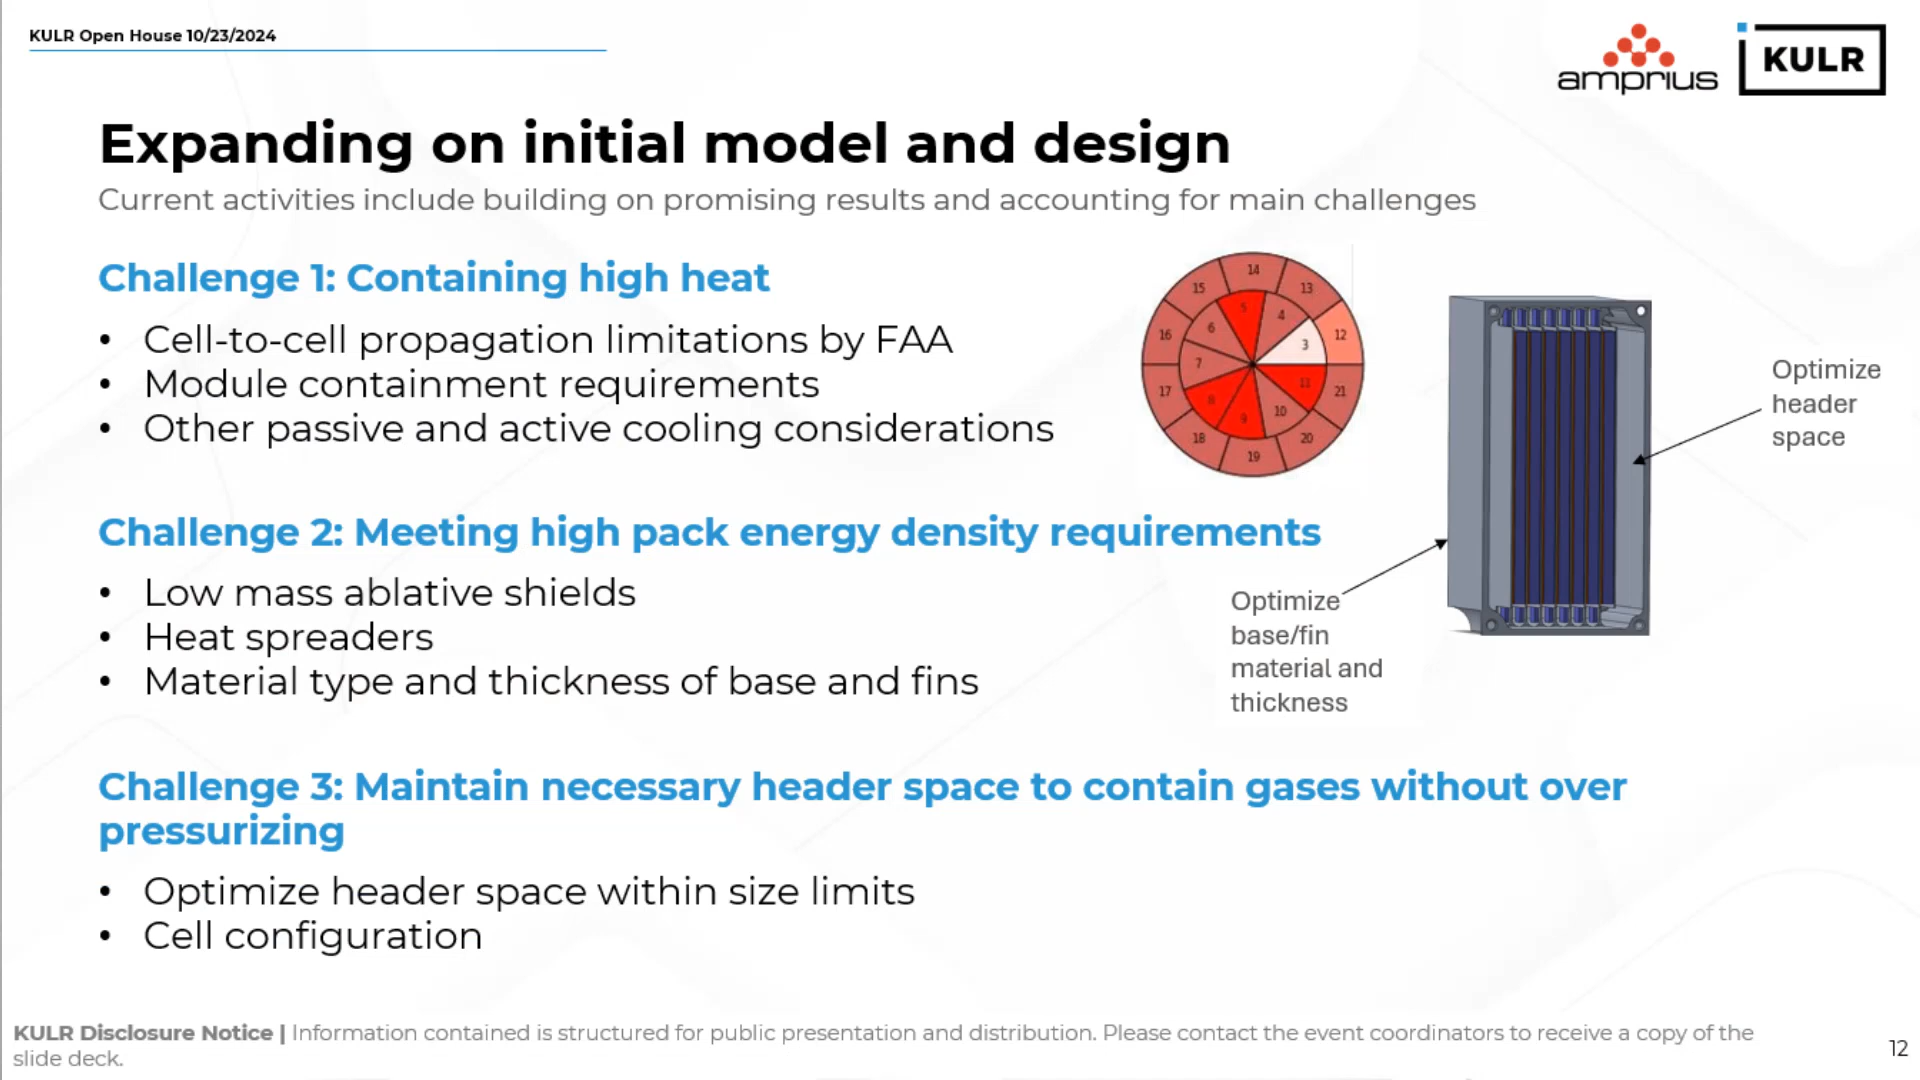 KULR Open House 10/23/2024
amprius
KULR
Expanding on initial model and design
Current activities include building on promising results and accounting for main challenges
Challenge 1: Containing high heat
• Cell-to-cell propagation limitations by FAA
• Module containment requirements
• Other passive and active cooling considerations
14
15
13
5
4
16
6
12
3
7
17
11
21
8
10
9
18
20
19
Optimize
header
space
Challenge 2: Meeting high pack energy density requirements
• Low mass ablative shields
• Heat spreaders
• Material type and thickness of base and fins
Optimize
base/fin
material and
thickness
Challenge 3: Maintain necessary header space to contain gases without over
pressurizing
• Optimize header space within size limits
• Cell configuration
KULR Disclosure Notice | Information contained is structured for public presentation and distribution. Please contact the event coordinators to receive a copy of the
slide deck.
12